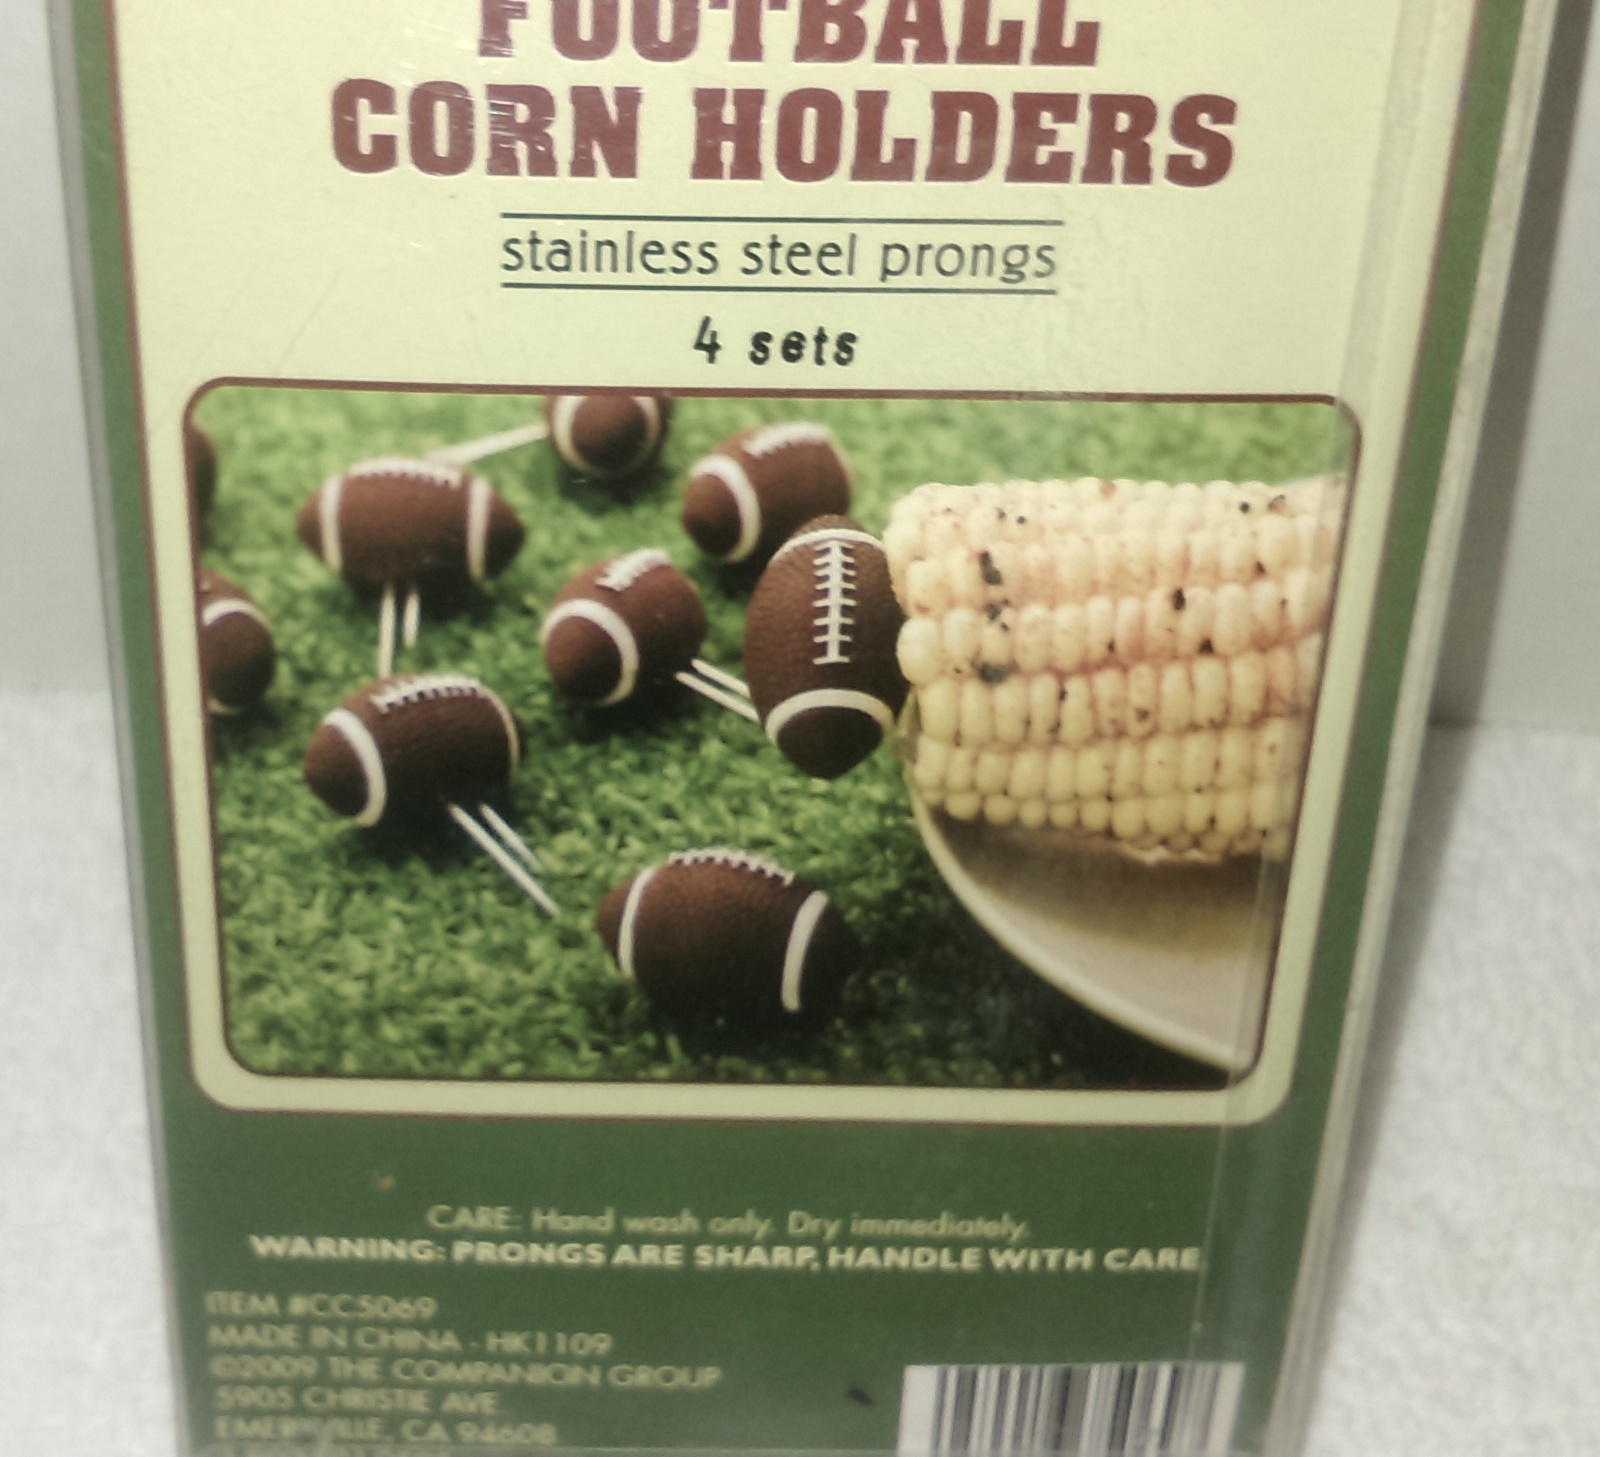 FOOTBALL
CORN HOLDERS
stainless steel prongs
4 sets
CARE: Hand wash only. Dry immediately.
WARNING: PRONGS ARE SHARP, HANDLE WITH CARE.
ITEM #CC5069
MADE IN CHINA - HK1109
©2009 THE COMPANION GROUP
5905 CHRISTIE AVE.
EMERYVILLE, CA 94608